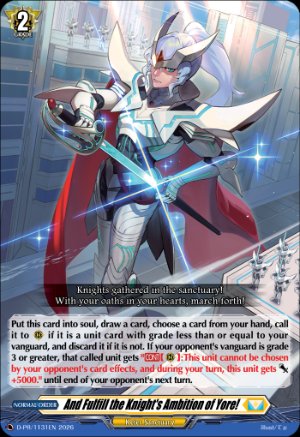 2
Knights gathered in the sanctuary!
With your oaths in your hearts, march forth!
Put this card into soul, draw a card, choose a card from your hand, call
it to if it is a unit card with grade less than or equal to your
vanguard, and discard it if it is not. If your opponent's vanguard is grade
3 or greater, that called unit gets "CONT :This unit cannot be chosen
by your opponent's card effects, and during your turn, this unit
+5000." until end of your opponent's next turn.
NORMAL ORDER
And Fulfill the Knight's Ambition of Yore!
Keter Sanctuary
D-PR/1131EN 2026